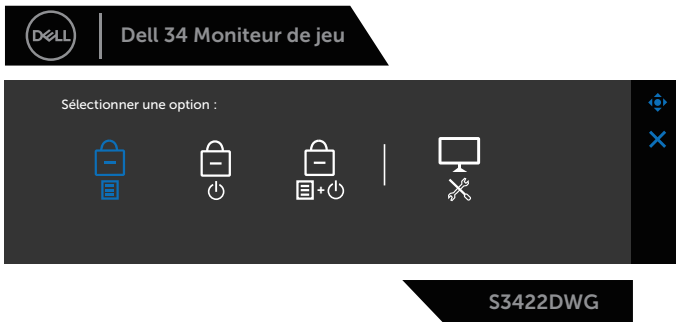 DELL
Dell 34 Moniteur de jeu
Sélectionner une option :
S3422DWG